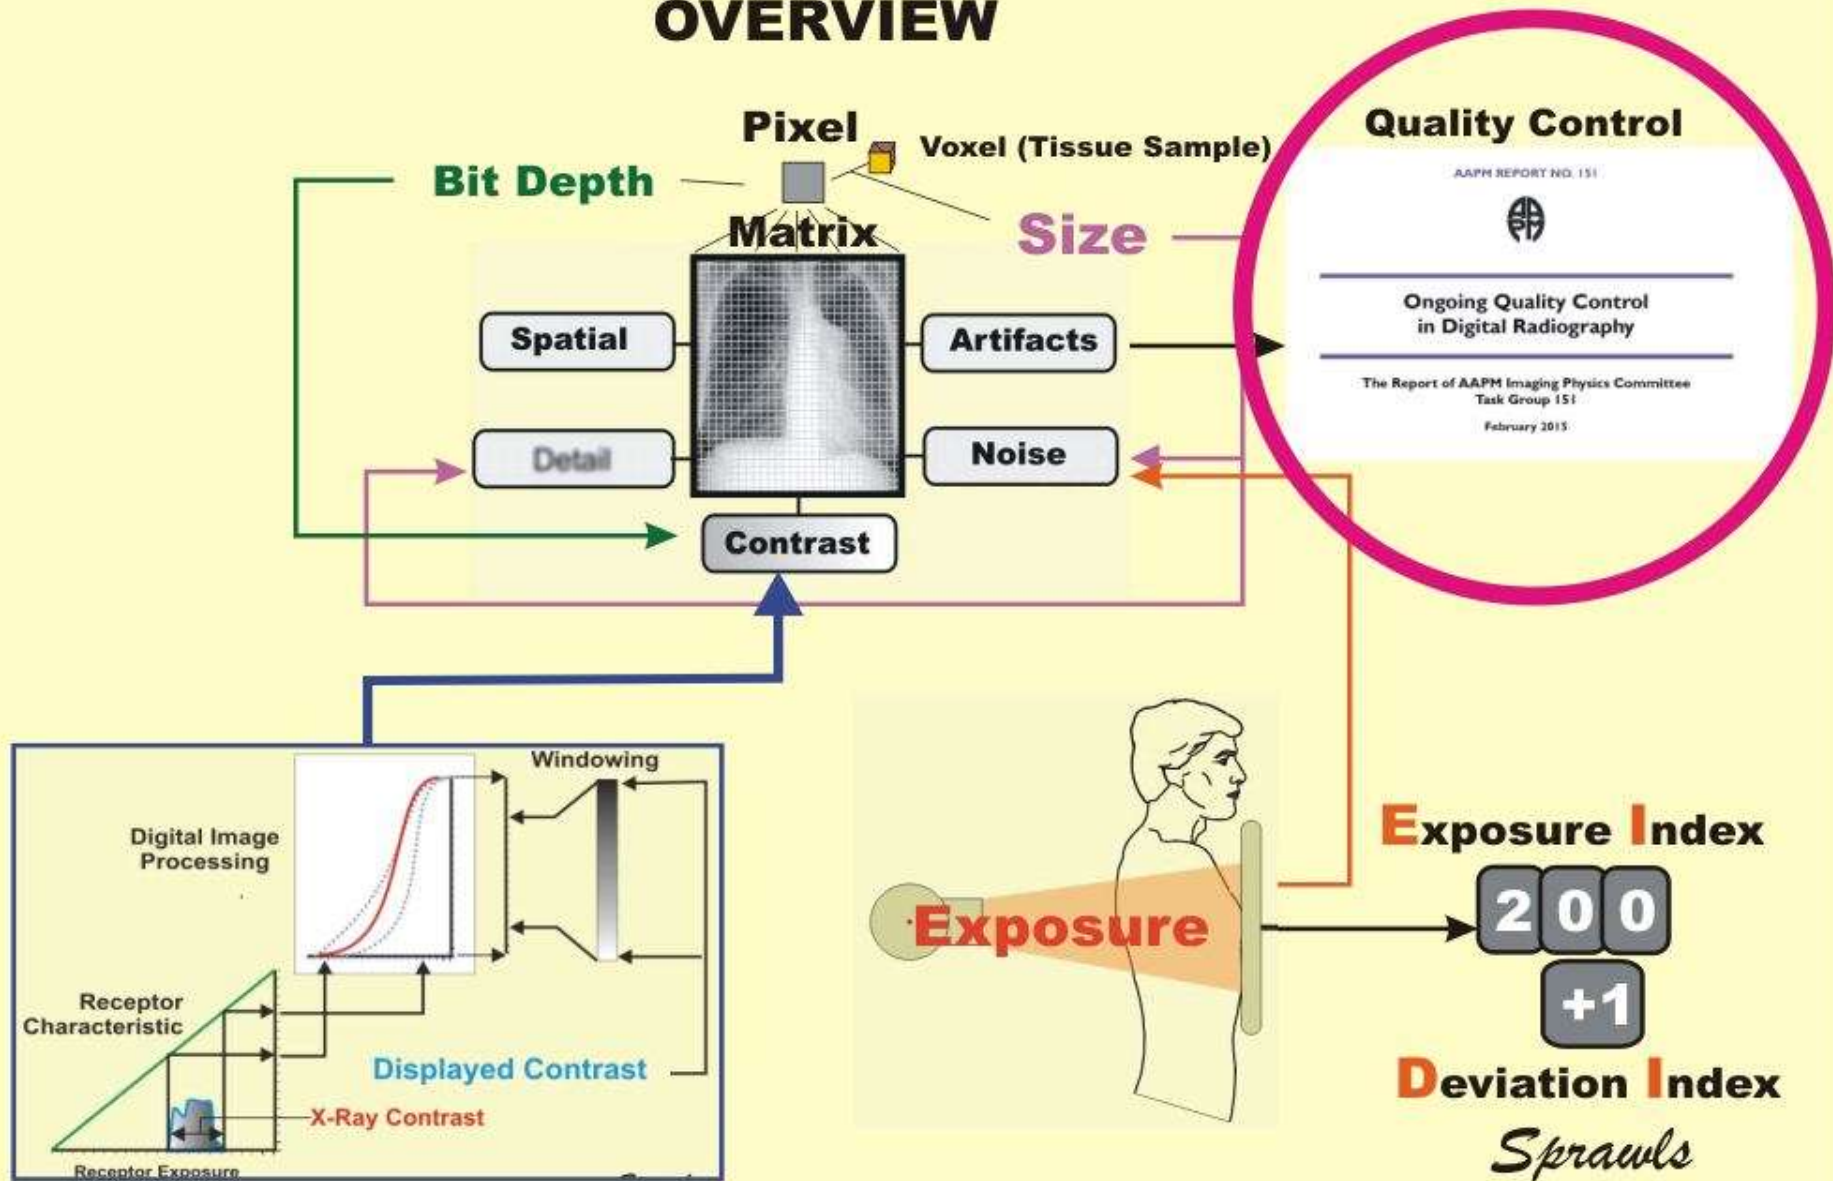 OVERVIEW
Pixel
Voxel (Tissue Sample)
Bit Depth
Matrix
Size
Spatial
Artifacts
Detail
Noise
Contrast
Quality Control
AAPM REPORT NO. 151
Ongoing Quality Control
in Digital Radiography
The Report of AAPM Imaging Physics Committee
Task Group 151
February 2015
Windowing
Digital Image
Processing
Receptor
Characteristic
Displayed Contrast
X-Ray Contrast
Receptor Exposure
Exposure
Exposure Index
2 0 0
+1
Deviation Index
Sprawls